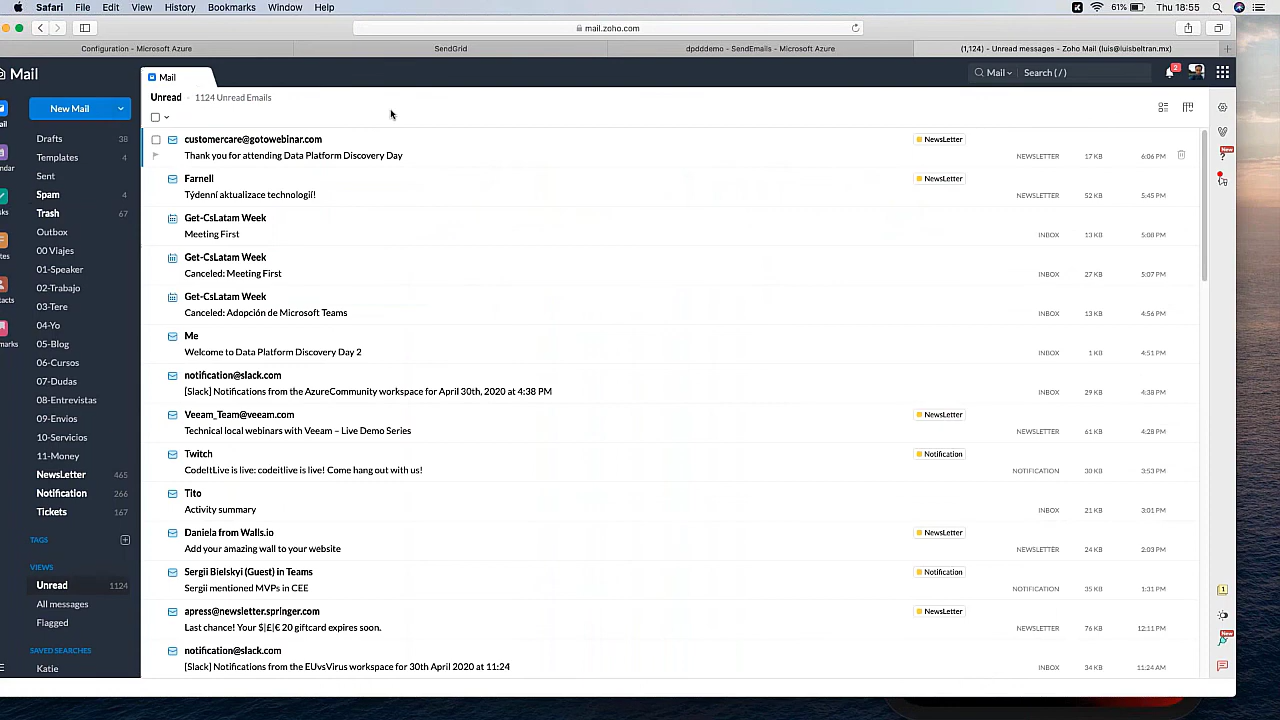 Safari File Edit View History Bookmarks Window Help 61% Thu 18:55
mail.zoho.com
Configuration - Microsoft Azure SendGrid dpdddemo - SendEmails - Microsoft Azure (1,124) - Unread messages - Zoho Mail (luis@luisbeltran.mx)
Mail
Mail
Mail Search ( / ) 2
New Mail
Unread 1124 Unread Emails
Drafts 38
Templates 4
Sent
Spam 4
Trash 67
Outbox
00 Viajes
01-Speaker
02-Trabajo
03-Tere
04-Yo
05-Blog
06-Cursos
07-Dudas
08-Entrevistas
09-Envios
10-Servicios
11-Money
NewsLetter 465
Notification 266
Tickets 167
TAGS
VIEWS
Unread 1124
All messages
Flagged
SAVED SEARCHES
Katie
customercare@gotowebinar.com NewsLetter
Thank you for attending Data Platform Discovery Day NEWSLETTER 17 KB 6:06 PM
Farnell NewsLetter
Týdenní aktualizace technologií! NEWSLETTER 52 KB 5:45 PM
Get-CsLatam Week
Meeting First INBOX 13 KB 5:08 PM
Get-CsLatam Week
Canceled: Meeting First INBOX 27 KB 5:07 PM
Get-CsLatam Week
Canceled: Adopción de Microsoft Teams INBOX 13 KB 4:56 PM
Me
Welcome to Data Platform Discovery Day 2 INBOX 1 KB 4:51 PM
notification@slack.com
[Slack] Notifications from the AzureCommunity workspace for April 30th, 2020 at 4:38 PM INBOX 29 KB 4:38 PM
Veeam_Team@veeam.com NewsLetter
Technical local webinars with Veeam – Live Demo Series NEWSLETTER 61 KB 4:28 PM
Twitch Notification
CodeItLive is live: codeitlive is live! Come hang out with us! NOTIFICATION 30 KB 3:53 PM
Tito
Activity summary INBOX 21 KB 3:01 PM
Daniela from Walls.io NewsLetter
Add your amazing wall to your website NEWSLETTER 24 KB 2:03 PM
Sergii Bielskyi (Guest) in Teams Notification
Sergii mentioned MVPs in CEE NOTIFICATION 35 KB 1:31 PM
apress@newsletter.springer.com NewsLetter
Last chance! Your $|£|€ 20 giftcard expires soon. NEWSLETTER 76 KB 12:11 PM
notification@slack.com
[Slack] Notifications from the EUvsVirus workspace for 30th April 2020 at 11:24 INBOX 34 KB 11:24 AM
New
1
New